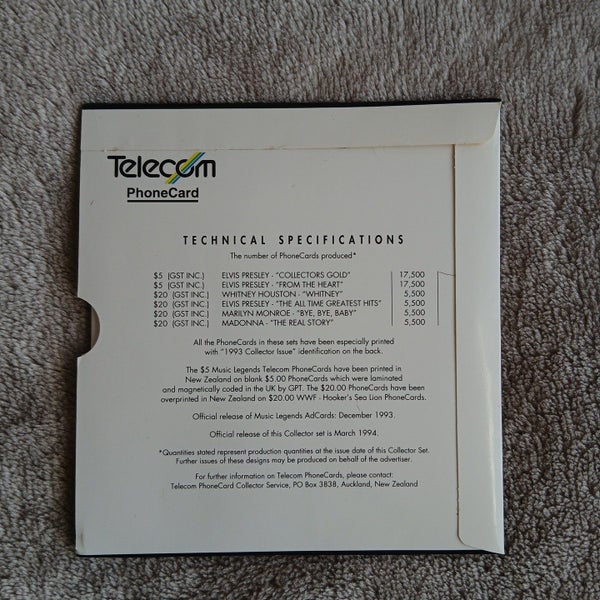 Telecom
PhoneCard
TECHNICAL SPECIFICATIONS
The number of PhoneCards produced*
$5 (GST INC.) ELVIS PRESLEY - "COLLECTORS GOLD" 17,500
$5 (GST INC.) ELVIS PRESLEY - "FROM THE HEART" 17,500
$20 (GST INC.) WHITNEY HOUSTON - "WHITNEY" 5,500
$20 (GST INC.) ELVIS PRESLEY - "THE ALL TIME GREATEST HITS" 5,500
$20 (GST INC.) MARILYN MONROE - "BYE, BYE, BABY" 5,500
$20 (GST INC.) MADONNA - "THE REAL STORY" 5,500
All the PhoneCards in these sets have been especially printed
with "1993 Collector Issue" identification on the back.
The $5 Music Legends Telecom PhoneCards have been printed in
New Zealand on blank $5.00 PhoneCards which were laminated
and magnetically coded in the UK by GPT. The $20.00 PhoneCards have been
overprinted in New Zealand on $20.00 WWF - Hooker's Sea Lion PhoneCards.
Official release of Music Legends AdCards: December 1993.
Official release of this Collector set is March 1994.
*Quantities stated represent production quantities at the issue date of this Collector Set.
Further issues of these designs may be produced on behalf of the advertiser.
For further information on Telecom PhoneCards, please contact:
Telecom PhoneCard Collector Service, PO Box 3838, Auckland, New Zealand